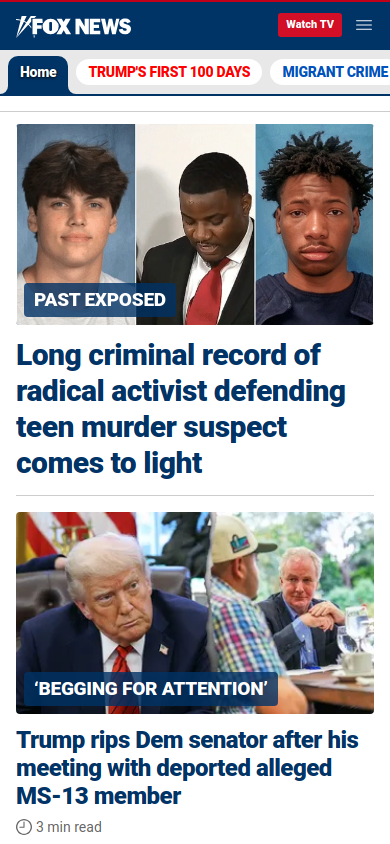 FOX NEWS
Watch TV
Home
TRUMP'S FIRST 100 DAYS
MIGRANT CRIME
PAST EXPOSED
Long criminal record of
radical activist defending
teen murder suspect
comes to light
‘BEGGING FOR ATTENTION’
Trump rips Dem senator after his
meeting with deported alleged
MS-13 member
3 min read